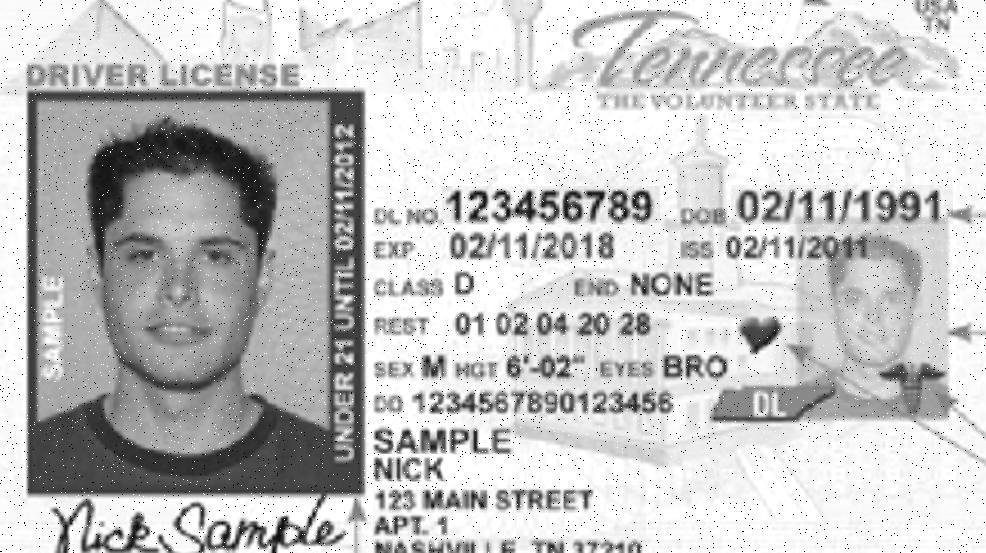 USA
TN
Tennessee
THE VOLUNTEER STATE
DRIVER LICENSE
SAMPLE
UNDER 21 UNTIL 02/11/2012
DL NO. 123456789 DOB 02/11/1991
EXP 02/11/2018 ISS 02/11/2011
CLASS D END NONE
REST 01 02 04 20 28
SEX M HGT 6'-02" EYES BRO
DD 1234567890123456
DL
SAMPLE
NICK
123 MAIN STREET
APT. 1
NASHVILLE, TN 37210
Nick Sample